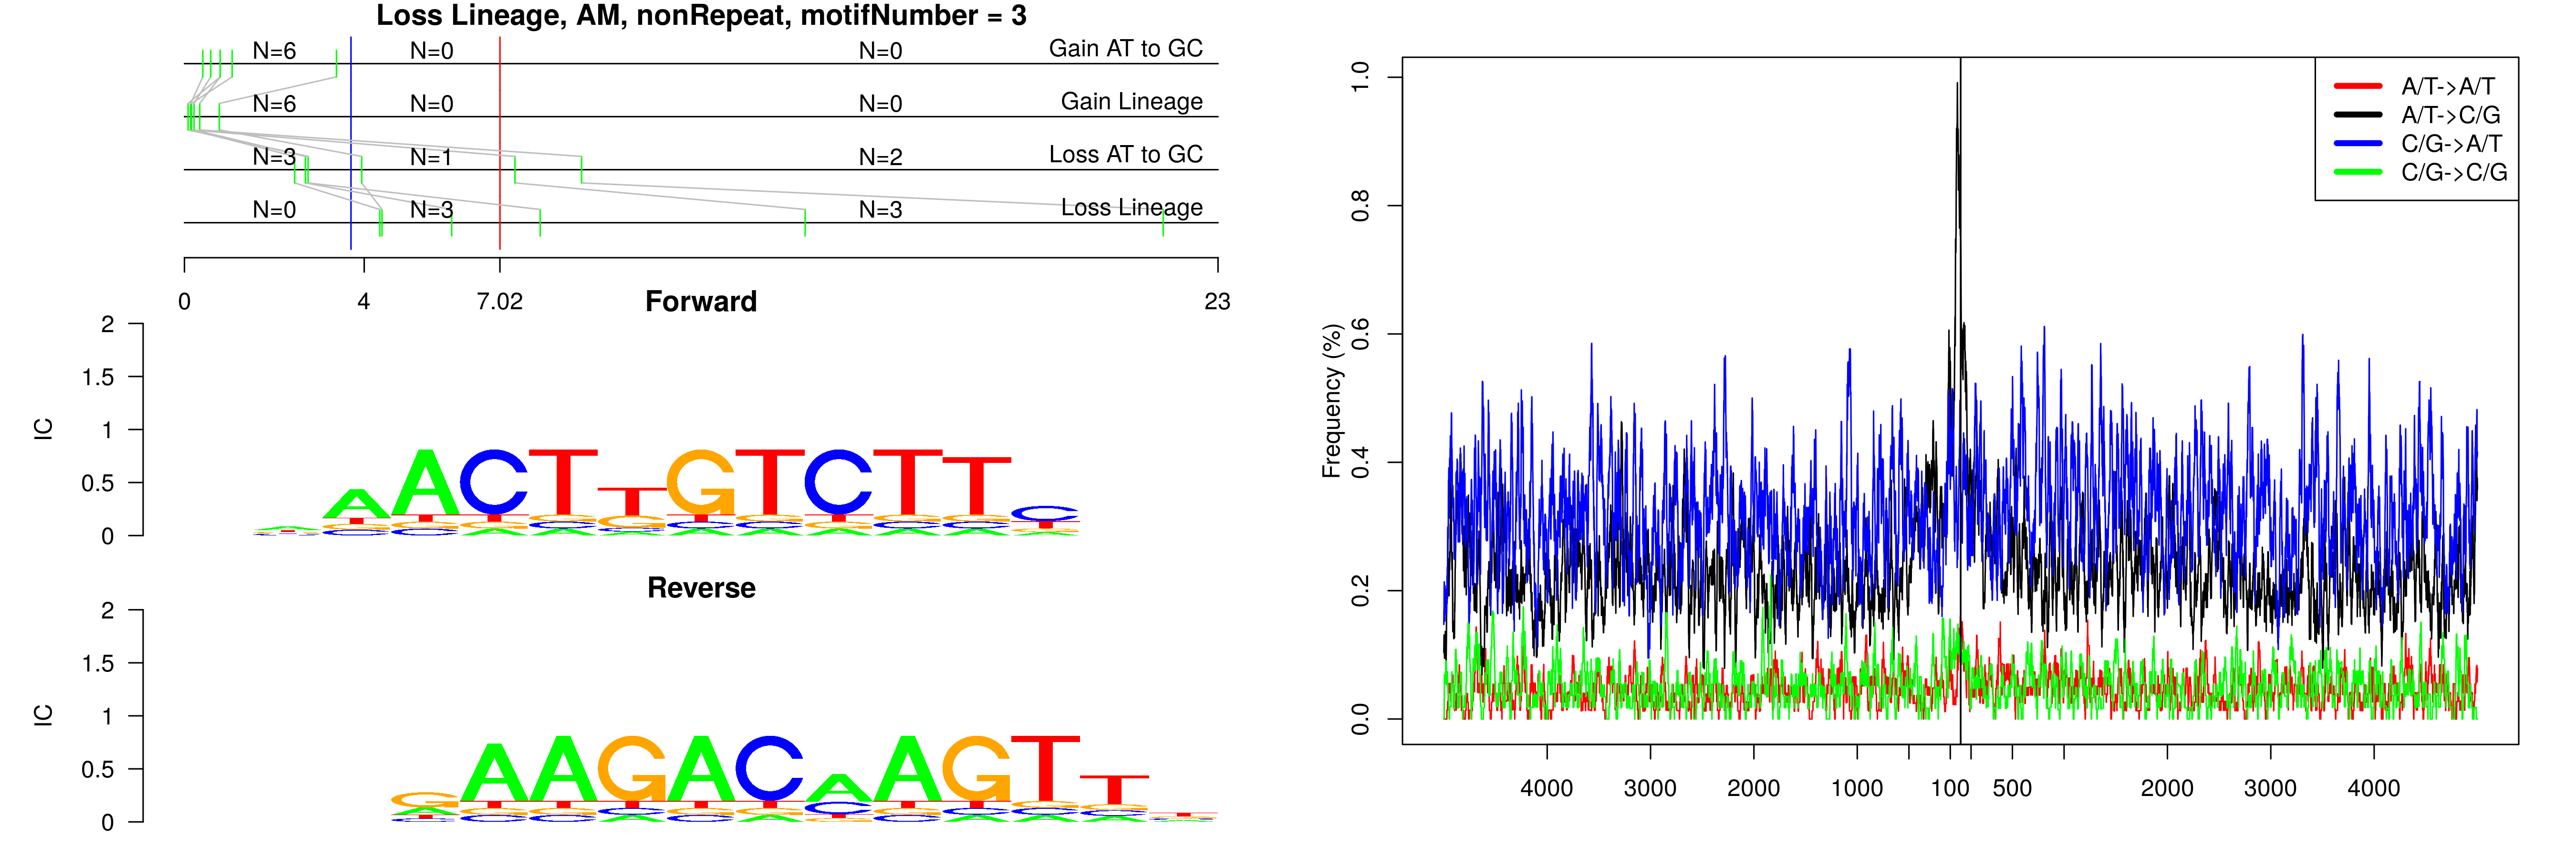 Loss Lineage, AM, nonRepeat, motifNumber = 3
N=6 N=0 N=0 Gain AT to GC
N=6 N=0 N=0 Gain Lineage
N=3 N=1 N=2 Loss AT to GC
N=0 N=3 N=3 Loss Lineage
0 4 7.02 23
Forward
2
1.5
1
0.5
0
IC
AACTTGTCTTC
Reverse
2
1.5
1
0.5
0
IC
GAAGACAAGTTT
Frequency (%)
1.0
0.8
0.6
0.4
0.2
0.0
4000 3000 2000 1000 100 500 2000 3000 4000
A/T->A/T
A/T->C/G
C/G->A/T
C/G->C/G